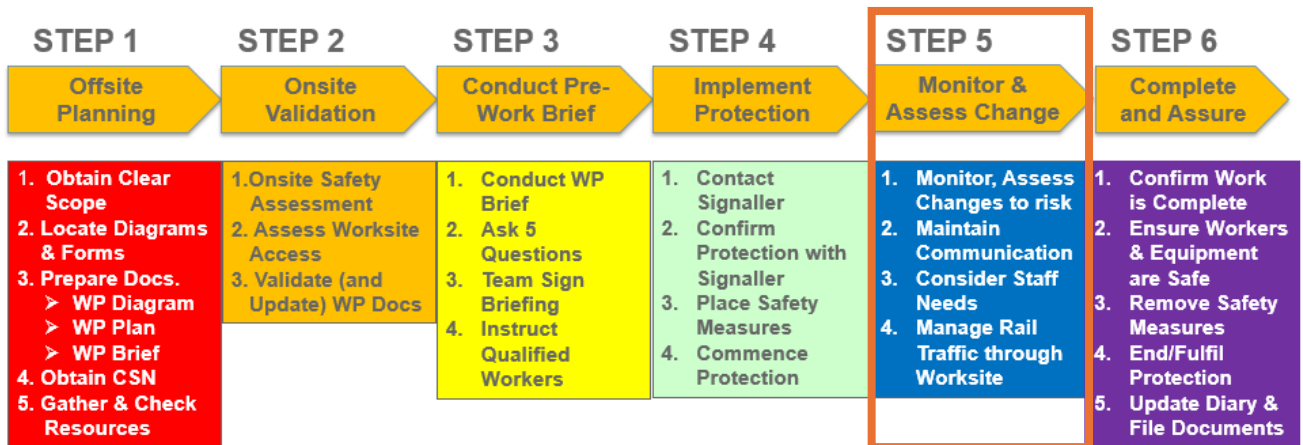 STEP 1
Offsite
Planning
1. Obtain Clear
Scope
2. Locate Diagrams
& Forms
3. Prepare Docs.
➢ WP Diagram
➢ WP Plan
➢ WP Brief
4. Obtain CSN
5. Gather & Check
Resources
STEP 2
Onsite
Validation
1.Onsite Safety
Assessment
2. Assess Worksite
Access
3. Validate (and
Update) WP Docs
STEP 3
Conduct Pre-
Work Brief
1. Conduct WP
Brief
2. Ask 5
Questions
3. Team Sign
Briefing
4. Instruct
Qualified
Workers
STEP 4
Implement
Protection
1. Contact
Signaller
2. Confirm
Protection with
Signaller
3. Place Safety
Measures
4. Commence
Protection
STEP 5
Monitor &
Assess Change
1. Monitor, Assess
Changes to risk
2. Maintain
Communication
3. Consider Staff
Needs
4. Manage Rail
Traffic through
Worksite
STEP 6
Complete
and Assure
1. Confirm Work
is Complete
2. Ensure Workers
& Equipment
are Safe
3. Remove Safety
Measures
4. End/Fulfil
Protection
5. Update Diary &
File Documents